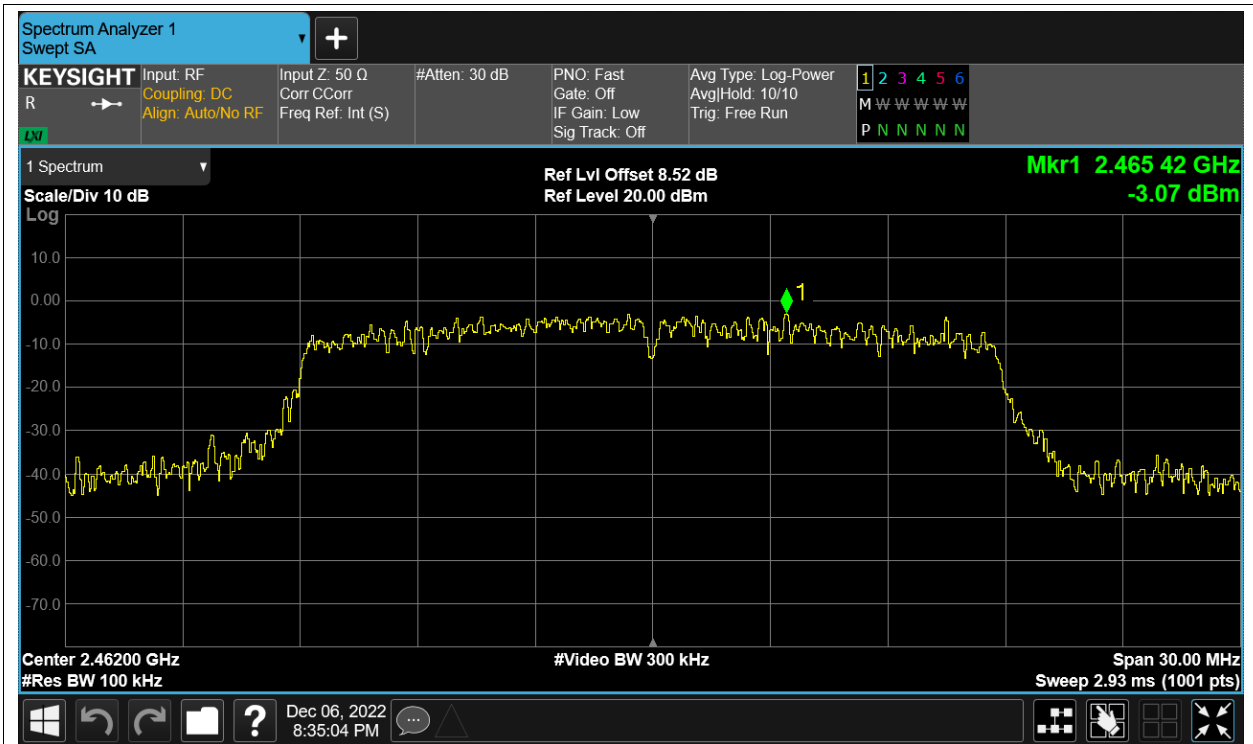 Spectrum Analyzer 1
Swept SA
KEYSIGHT
R
LXI
Input: RF
Coupling: DC
Align: Auto/No RF
Input Z: 50 Ω
Corr CCorr
Freq Ref: Int (S)
#Atten: 30 dB
PNO: Fast
Gate: Off
IF Gain: Low
Sig Track: Off
Avg Type: Log-Power
Avg|Hold: 10/10
Trig: Free Run
1 2 3 4 5 6
M W W W W W
P N N N N N
1 Spectrum
Scale/Div 10 dB
Log
Ref Lvl Offset 8.52 dB
Ref Level 20.00 dBm
Mkr1 2.465 42 GHz
-3.07 dBm
10.0
0.00
-10.0
-20.0
-30.0
-40.0
-50.0
-60.0
-70.0
1
Center 2.46200 GHz
#Res BW 100 kHz
#Video BW 300 kHz
Span 30.00 MHz
Sweep 2.93 ms (1001 pts)
?
Dec 06, 2022
8:35:04 PM